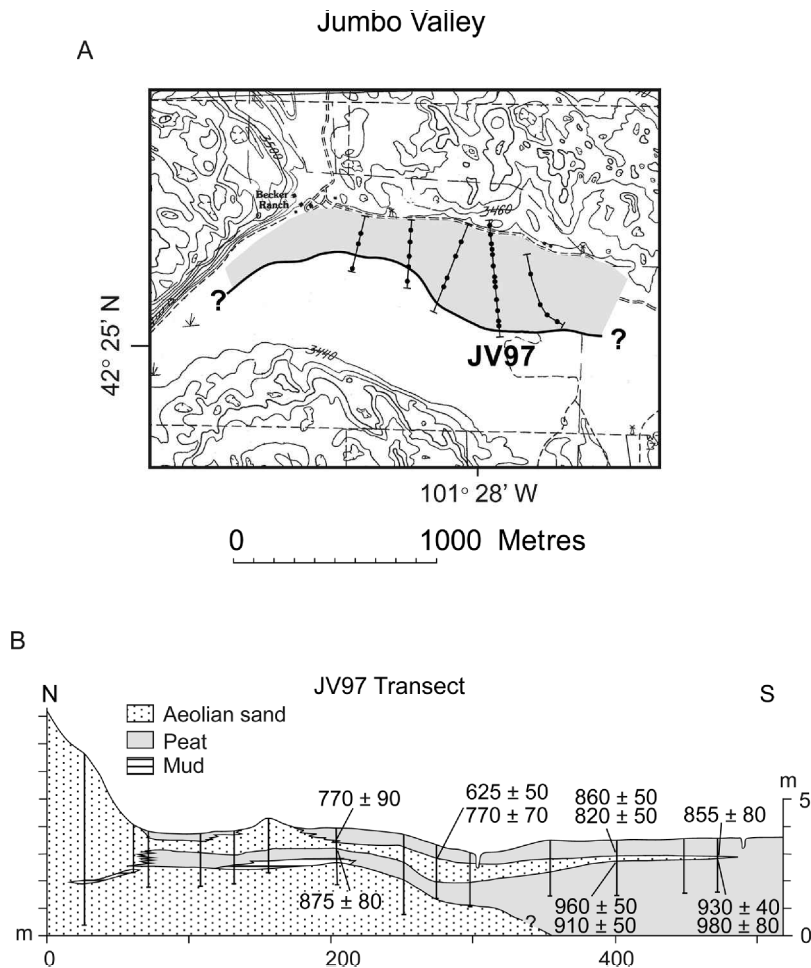 Jumbo Valley
A
3500
Becker
Ranch
3460
?
?
JV97
42° 25' N
3440
101° 28' W
0 1000 Metres
B
N JV97 Transect S
Aeolian sand
Peat
Mud
m
5
770 ± 90
625 ± 50
770 ± 70
860 ± 50
820 ± 50
855 ± 80
875 ± 80
960 ± 50
910 ± 50
930 ± 40
980 ± 80
?
m
0
0 200 400